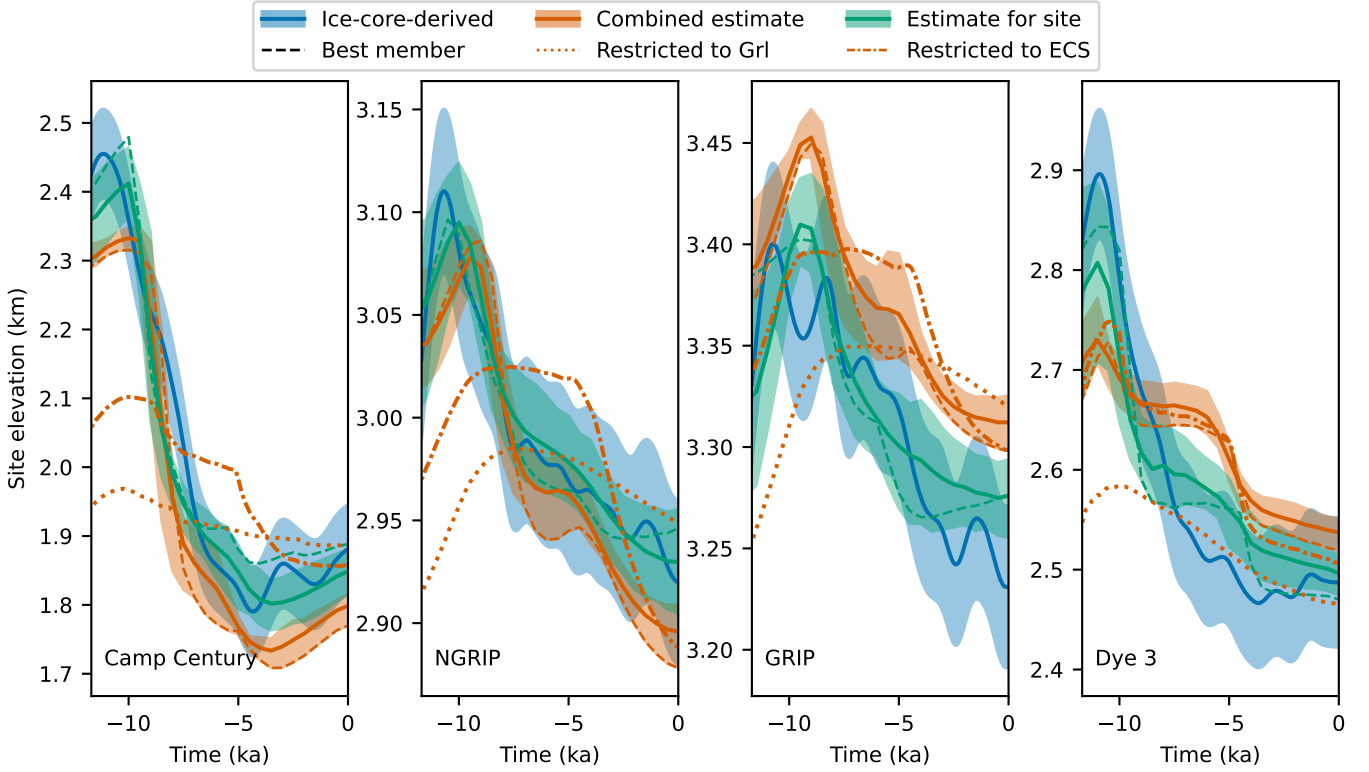 Ice-core-derived Combined estimate Estimate for site
Best member Restricted to Grl Restricted to ECS
Site elevation (km)
2.5
2.4
2.3
2.2
2.1
2.0
1.9
1.8
1.7
Camp Century
−10 −5 0
Time (ka)
3.15
3.10
3.05
3.00
2.95
2.90
NGRIP
−10 −5 0
Time (ka)
3.45
3.40
3.35
3.30
3.25
3.20
GRIP
−10 −5 0
Time (ka)
2.9
2.8
2.7
2.6
2.5
2.4
Dye 3
−10 −5 0
Time (ka)